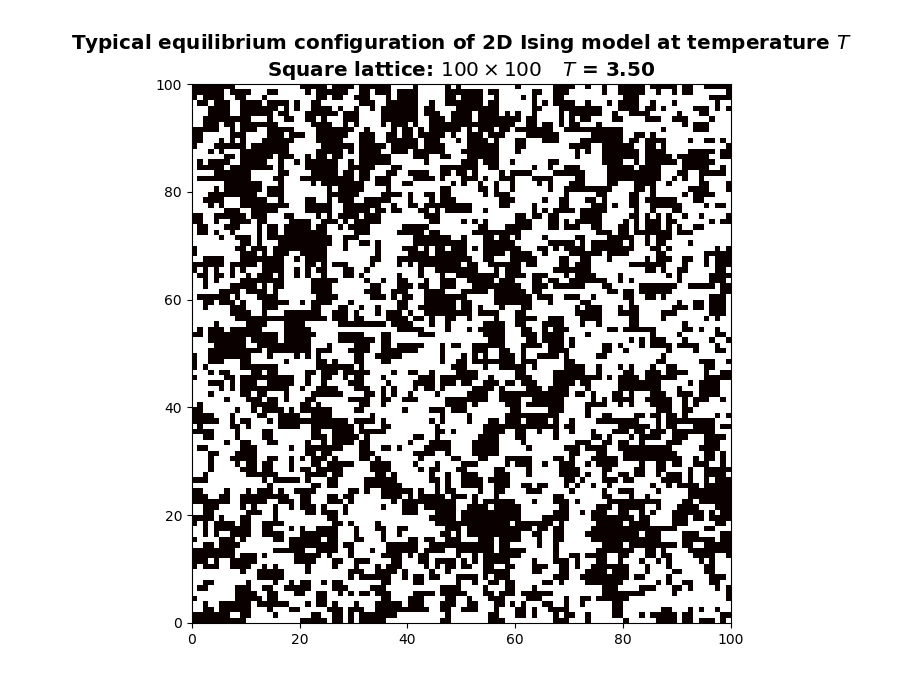 Typical equilibrium configuration of 2D Ising model at temperature T
Square lattice: 100 × 100 T = 3.50
100
80
60
40
20
0
0 20 40 60 80 100